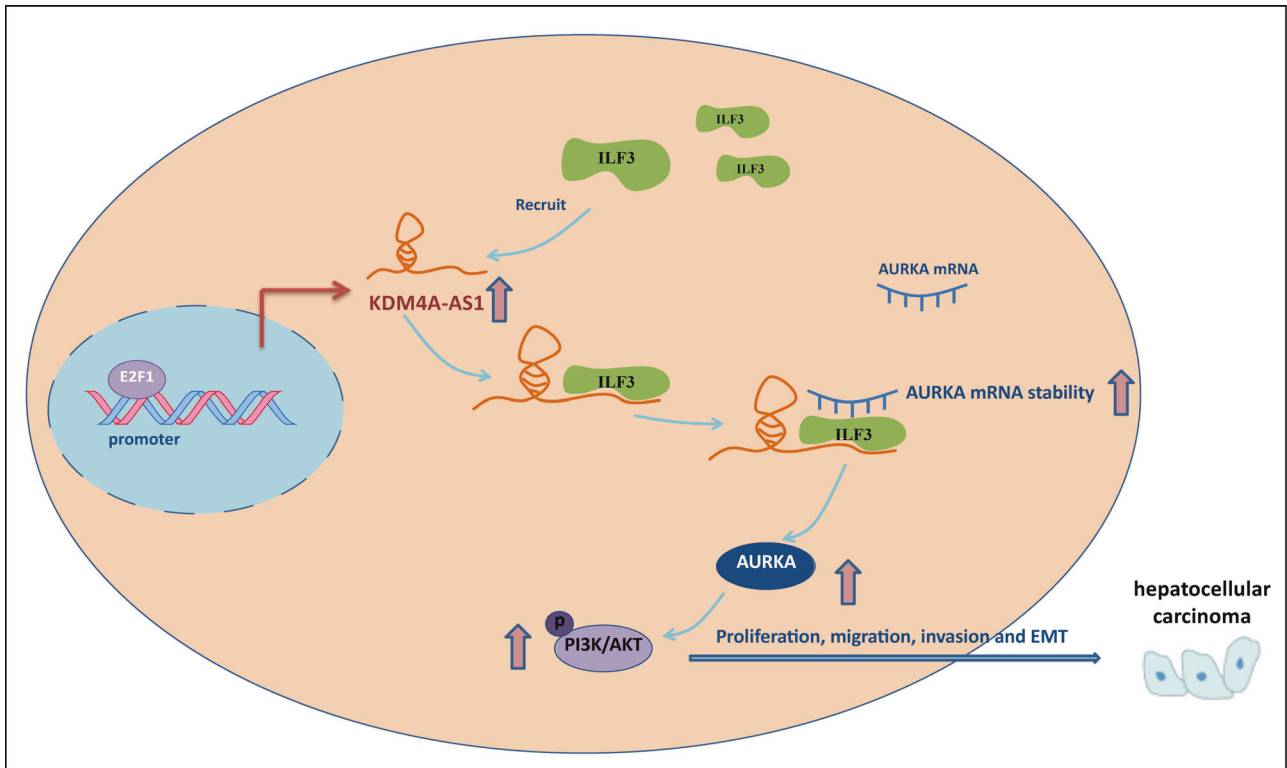 ILF3
ILF3
ILF3
Recruit
AURKA mRNA
KDM4A-AS1
E2F1
promoter
ILF3
AURKA mRNA stability
ILF3
AURKA
p
PI3K/AKT
Proliferation, migration, invasion and EMT
hepatocellular
carcinoma